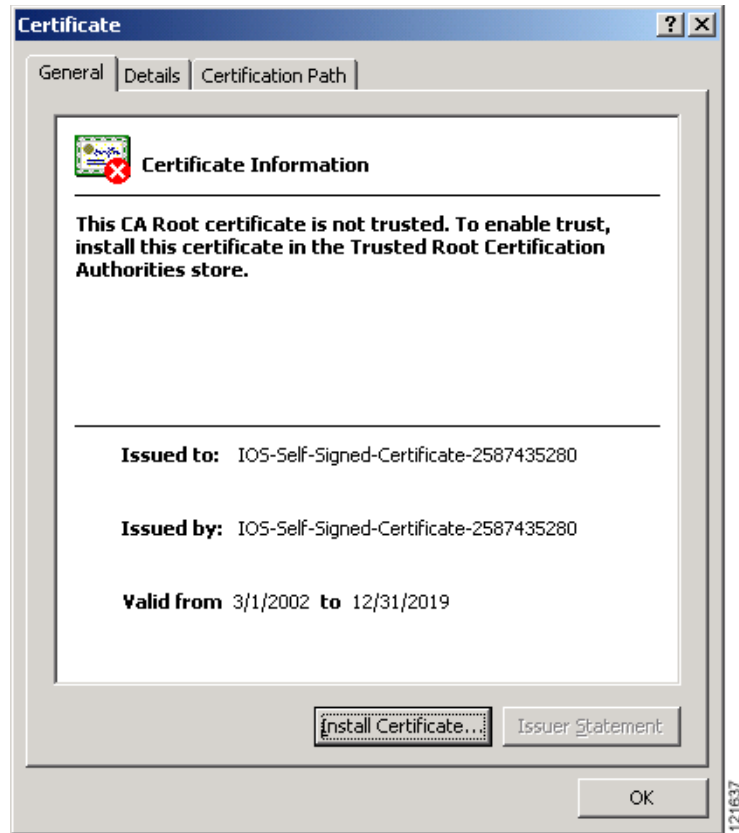 Certificate
General Details Certification Path
Certificate Information
This CA Root certificate is not trusted. To enable trust,
install this certificate in the Trusted Root Certification
Authorities store.
Issued to: IOS-Self-Signed-Certificate-2587435280
Issued by: IOS-Self-Signed-Certificate-2587435280
Valid from 3/1/2002 to 12/31/2019
Install Certificate... Issuer Statement
OK
121637